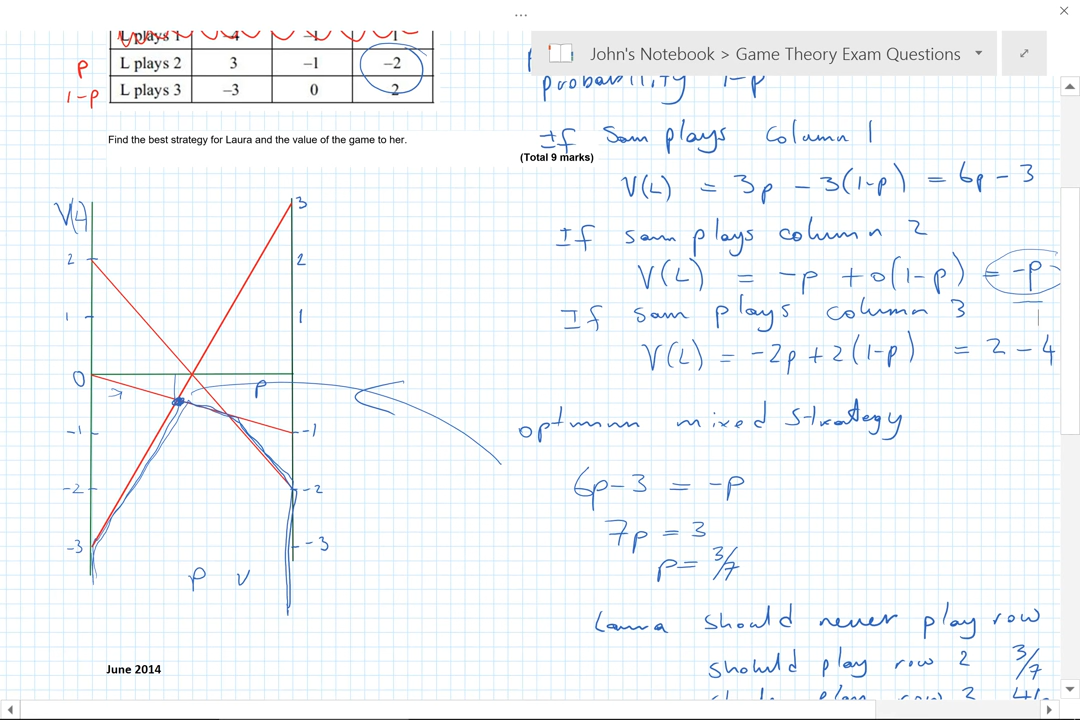 John's Notebook > Game Theory Exam Questions
L plays 1 -4 -1 1
p L plays 2 3 -1 -2
1-p L plays 3 -3 0 2
Find the best strategy for Laura and the value of the game to her.
(Total 9 marks)
probability 1-p
If Sam plays column 1
V(L) = 3p - 3(1-p) = 6p - 3
If sam plays column 2
V(L) = -p + 0(1-p) = -p
If sam plays column 3
V(L) = -2p + 2(1-p) = 2 - 4
optimum mixed strategy
6p - 3 = -p
7p = 3
p = 3/7
Laura should never play row
should play row 2 3/7
V(L)
3
2 2
1 1
0 p
-1 -1
-2 -2
-3 -3
p v
June 2014